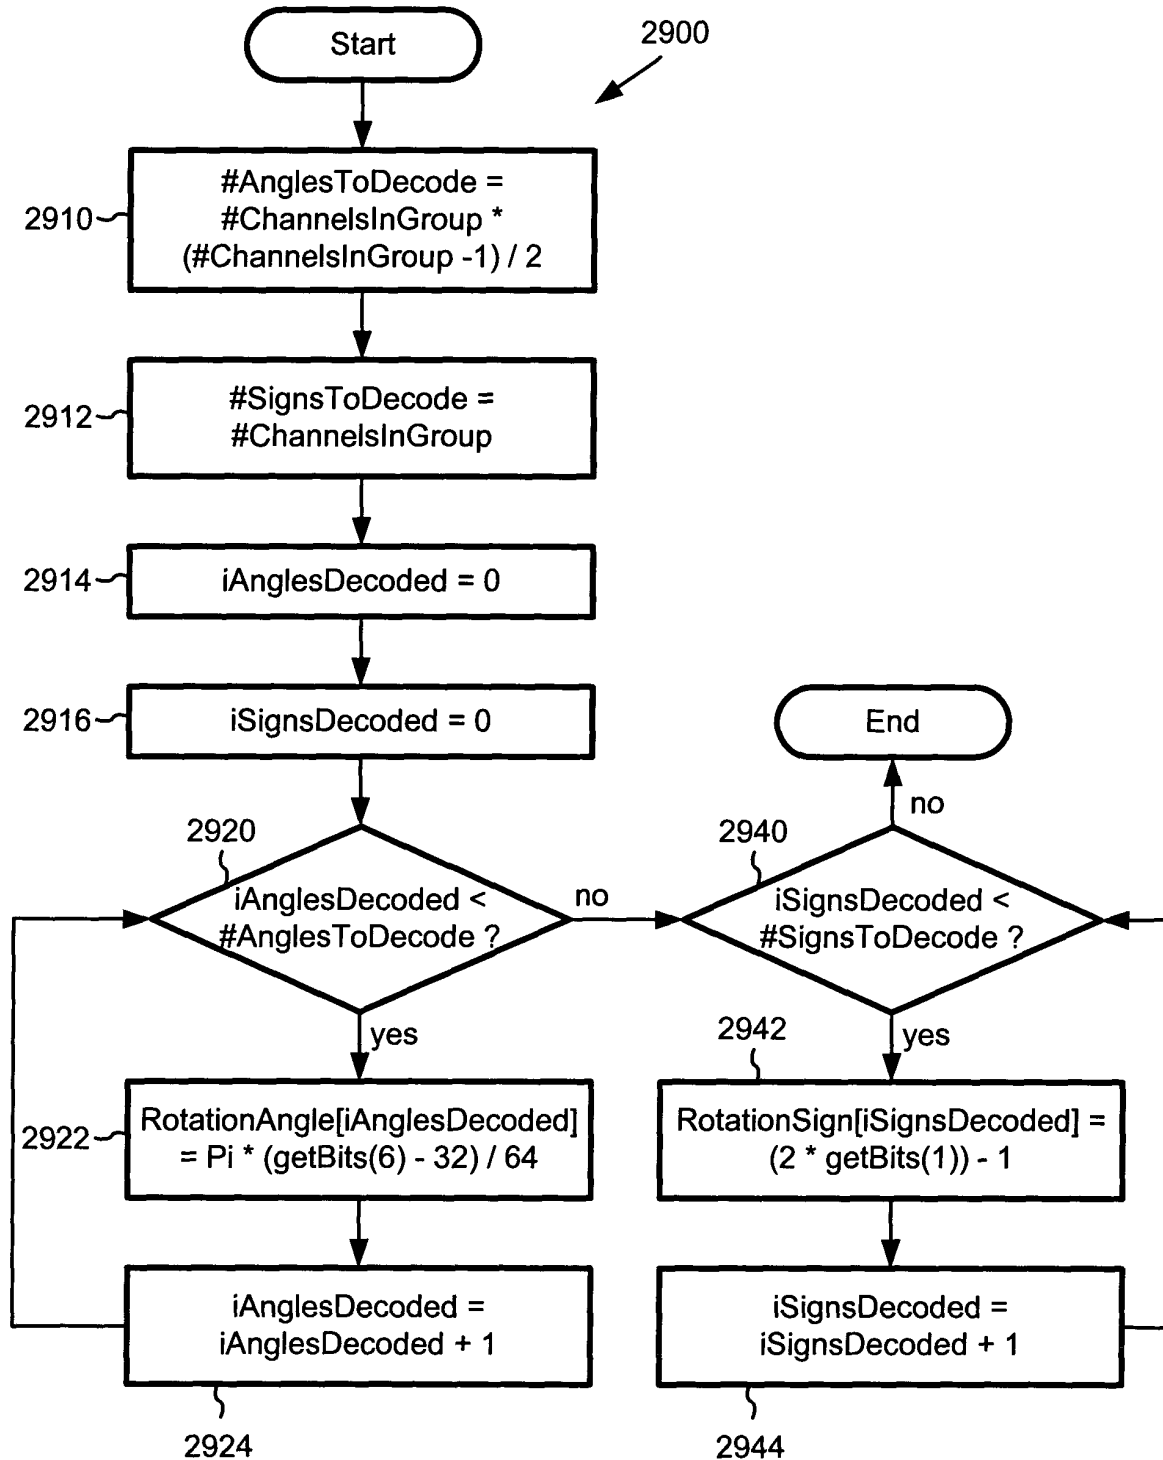 Start
2900
#AnglesToDecode =
#ChannelsInGroup *
(#ChannelsInGroup -1) / 2
2910
#SignsToDecode =
#ChannelsInGroup
2912
iAnglesDecoded = 0
2914
iSignsDecoded = 0
2916
End
no
2920
iAnglesDecoded <
#AnglesToDecode ?
no
2940
iSignsDecoded <
#SignsToDecode ?
yes
2942
yes
RotationAngle[iAnglesDecoded]
= Pi * (getBits(6) - 32) / 64
2922
RotationSign[iSignsDecoded] =
(2 * getBits(1)) - 1
iAnglesDecoded =
iAnglesDecoded + 1
2924
iSignsDecoded =
iSignsDecoded + 1
2944